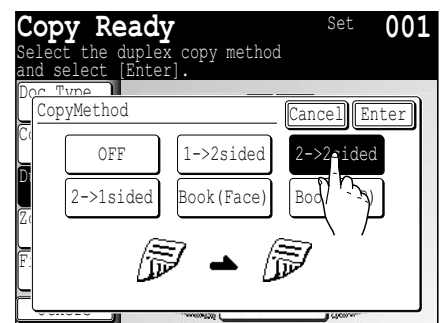 Copy Ready Set 001
Select the duplex copy method
and select [Enter].
Doc Type
CopyMethod Cancel Enter
OFF 1->2sided 2->2sided
2->1sided Book(Face)